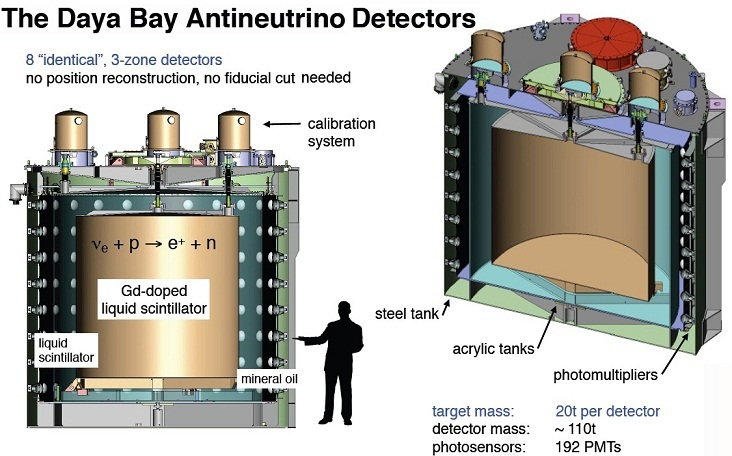 The Daya Bay Antineutrino Detectors
8 “identical”, 3-zone detectors
no position reconstruction, no fiducial cut needed
calibration
system
νe + p → e⁺ + n
Gd-doped
liquid scintillator
liquid
scintillator
mineral oil
steel tank
acrylic tanks
photomultipliers
target mass: 20t per detector
detector mass: ~ 110t
photosensors: 192 PMTs